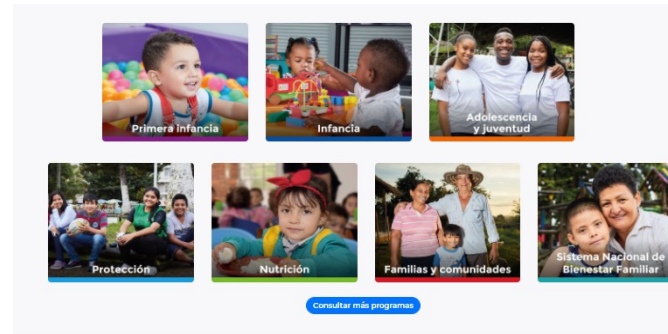 Primera infancia
Infancia
Adolescencia
y juventud
Protección
Nutrición
Familias y comunidades
Sistema Nacional de
Bienestar Familiar
Consultar más programas